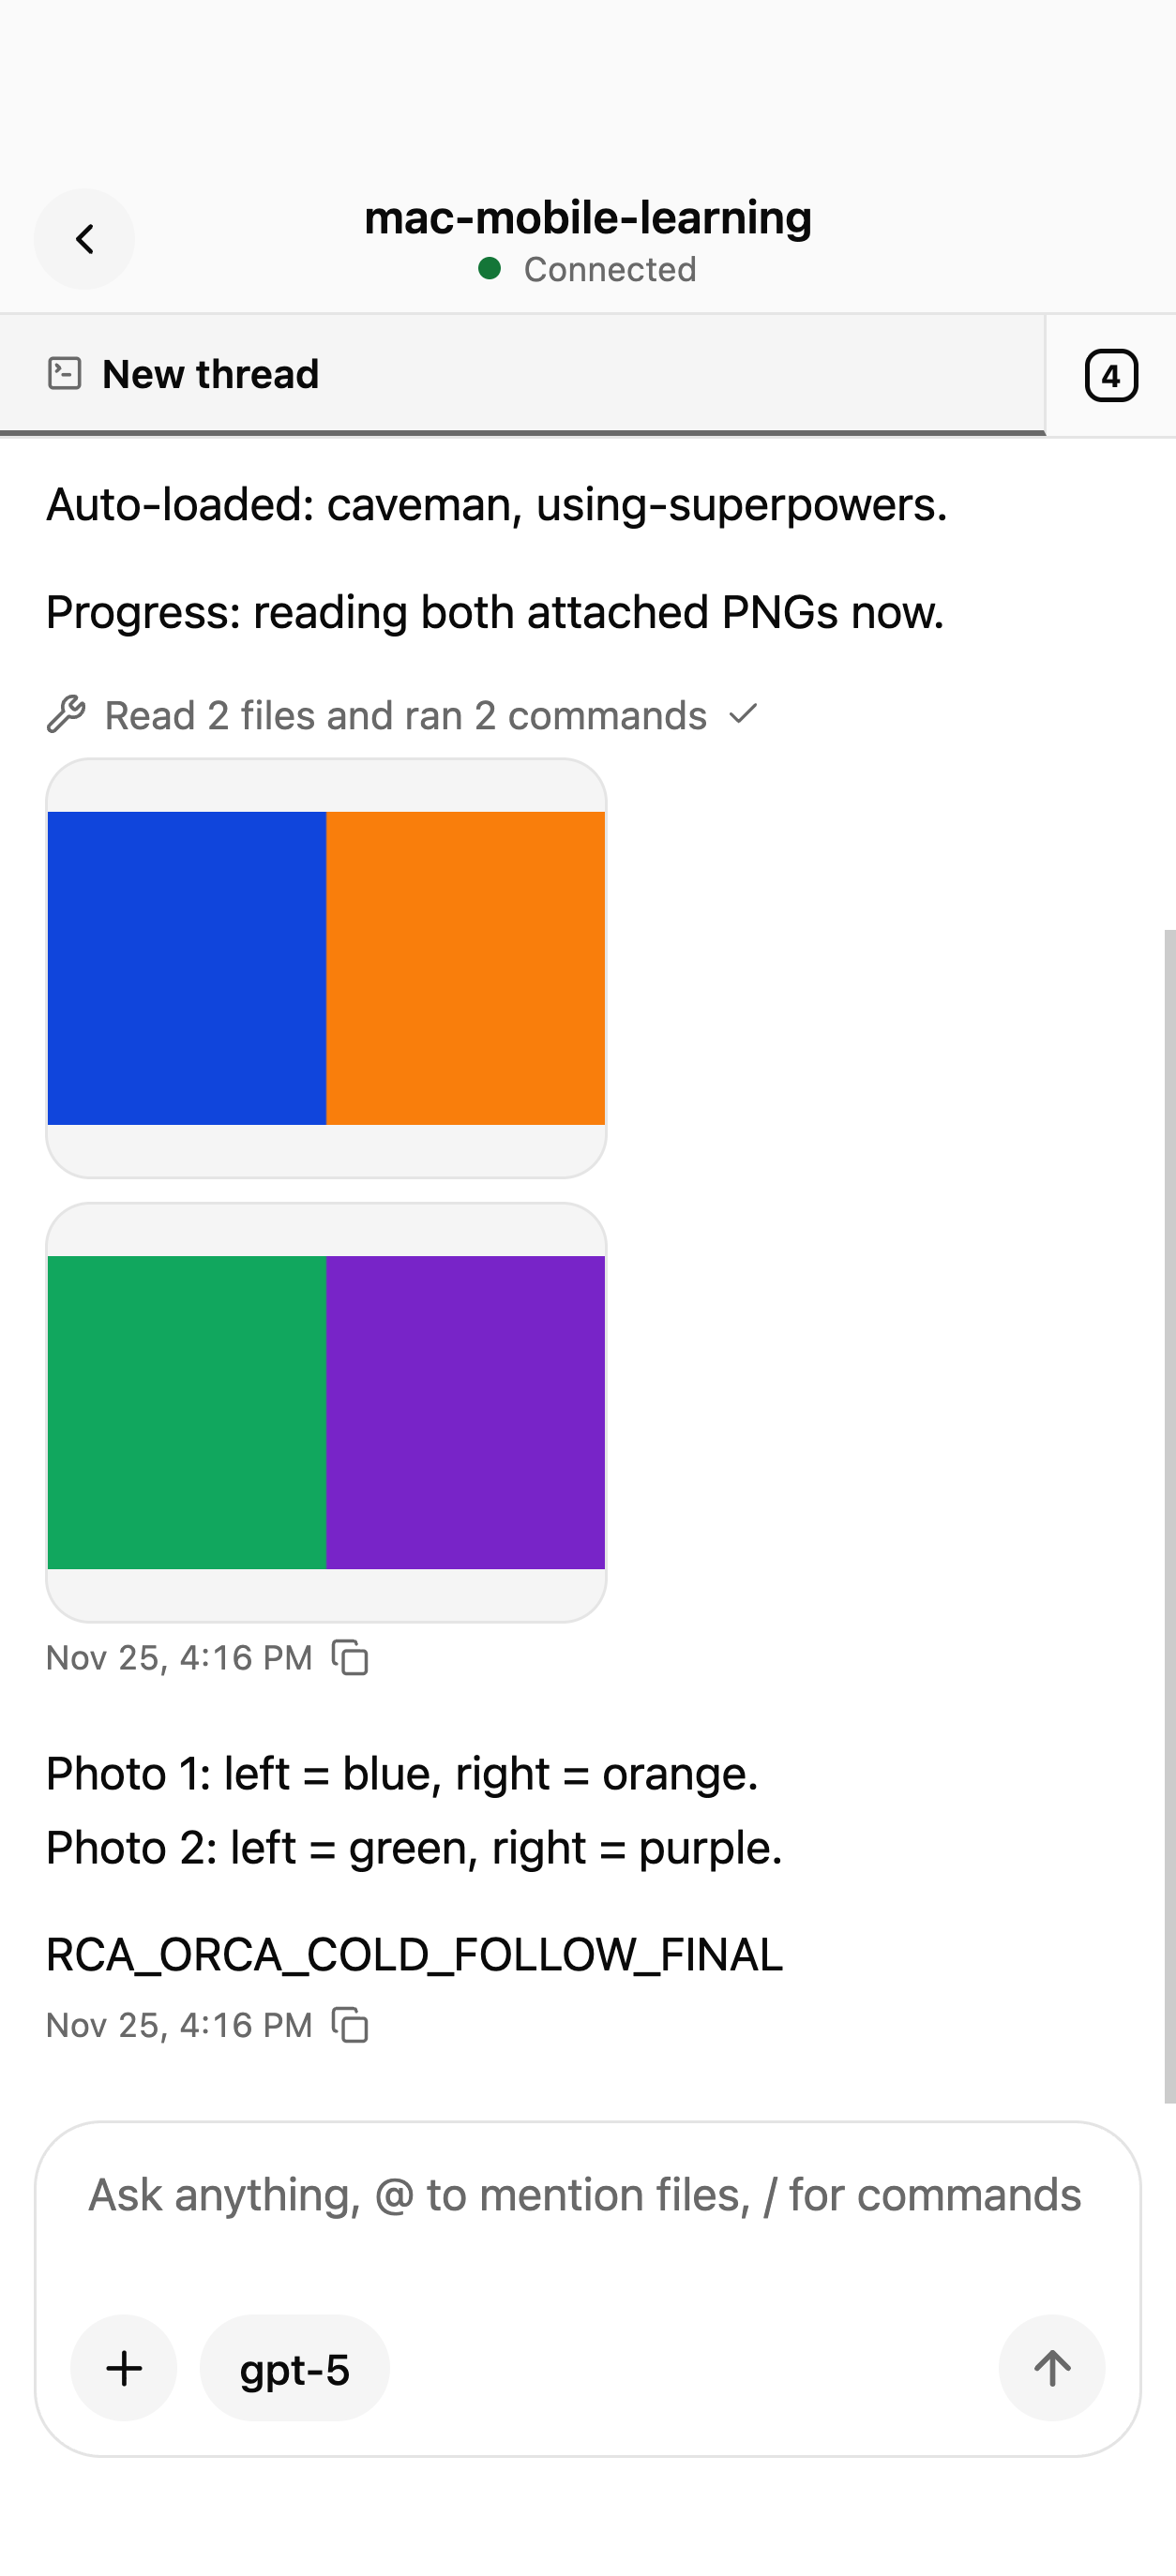 mac-mobile-learning
Connected
New thread
4
Auto-loaded: caveman, using-superpowers.
Progress: reading both attached PNGs now.
Read 2 files and ran 2 commands
Nov 25, 4:16 PM
Photo 1: left = blue, right = orange.
Photo 2: left = green, right = purple.
RCA_ORCA_COLD_FOLLOW_FINAL
Nov 25, 4:16 PM
Ask anything, @ to mention files, / for commands
gpt-5